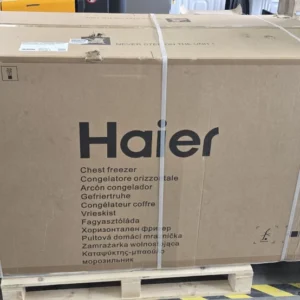 Haier
Chest freezer
Congelatore orizzontale
Arcón congelador
Gefriertruhe
Congélateur coffre
Vrieskist
Fagyasztóláda
Хоризонтален фризер
Pultová domácí mraznička
Zamrażarka wolnostojąca
Καταψύκτης-μπαούλο
морозильник